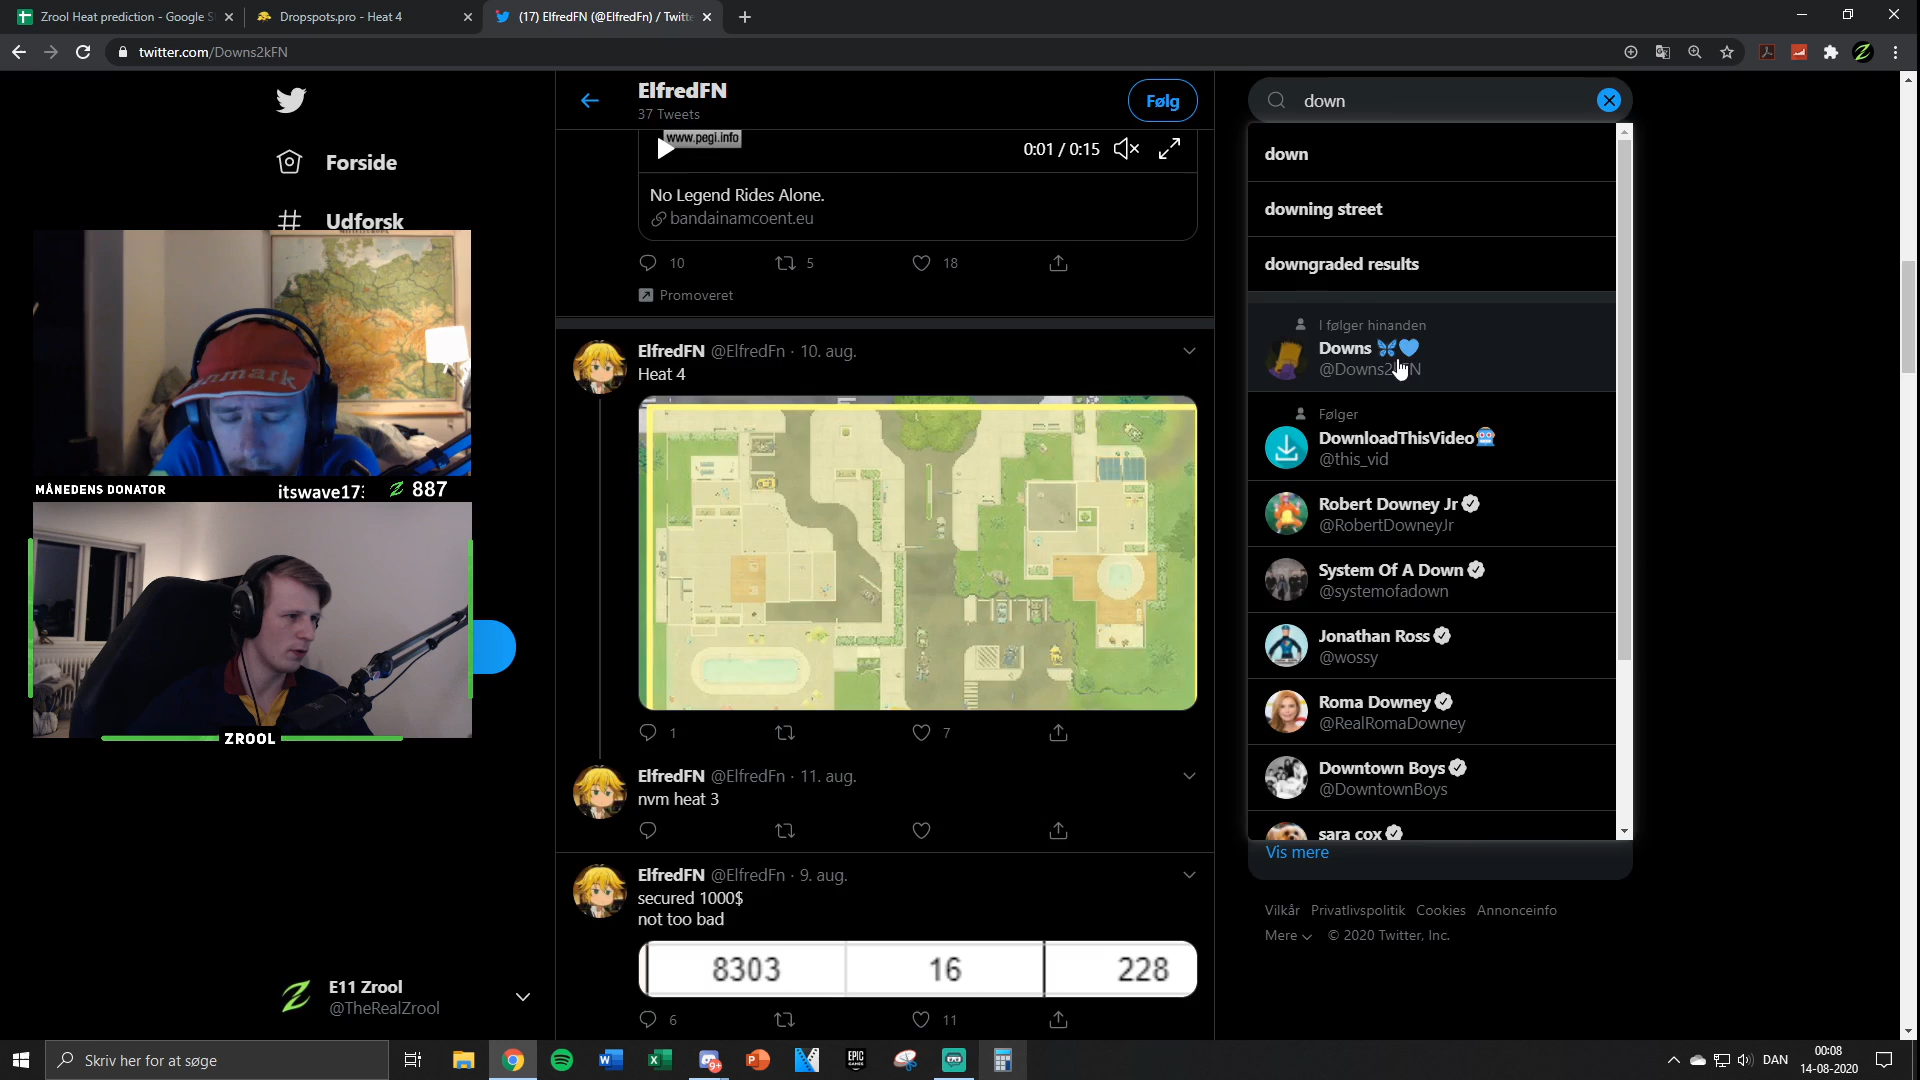 Zrool Heat prediction - Google S
Dropspots.pro - Heat 4
(17) ElfredFN (@ElfredFn) / Twitt
twitter.com/Downs2kFN
Forside
Udforsk
nmark
MÅNEDENS DONATOR
itswave17
887
ZROOL
E11 Zrool
@TheRealZrool
ElfredFN
37 Tweets
Følg
www.pegi.info
0:01 / 0:15
No Legend Rides Alone.
bandainamcoent.eu
10
5
18
Promoveret
ElfredFN @ElfredFn · 10. aug.
Heat 4
1
7
ElfredFN @ElfredFn · 11. aug.
nvm heat 3
ElfredFN @ElfredFn · 9. aug.
secured 1000$
not too bad
8303 16 228
6
11
down
down
downing street
downgraded results
I følger hinanden
Downs
@Downs2kFN
Følger
DownloadThisVideo
@this_vid
Robert Downey Jr
@RobertDowneyJr
System Of A Down
@systemofadown
Jonathan Ross
@wossy
Roma Downey
@RealRomaDowney
Downtown Boys
@DowntownBoys
sara cox
Vis mere
Vilkår Privatlivspolitik Cookies Annonceinfo
Mere © 2020 Twitter, Inc.
Skriv her for at søge
EPIC
GAMES
DAN
00:08
14-08-2020